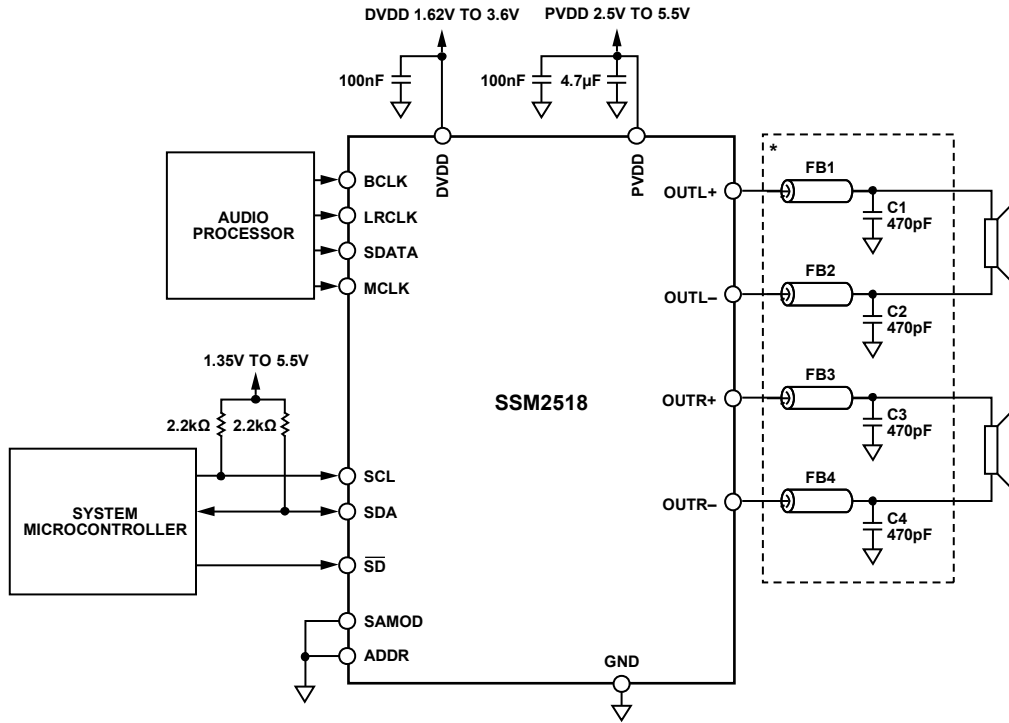 DVDD 1.62V TO 3.6V
PVDD 2.5V TO 5.5V
100nF
100nF
4.7µF
DVDD
PVDD
*
AUDIO
PROCESSOR
BCLK
LRCLK
SDATA
MCLK
OUTL+
FB1
C1
470pF
OUTL–
FB2
C2
470pF
1.35V TO 5.5V
2.2kΩ
2.2kΩ
SSM2518
OUTR+
FB3
C3
470pF
SYSTEM
MICROCONTROLLER
SCL
SDA
SD
OUTR–
FB4
C4
470pF
SAMOD
ADDR
GND